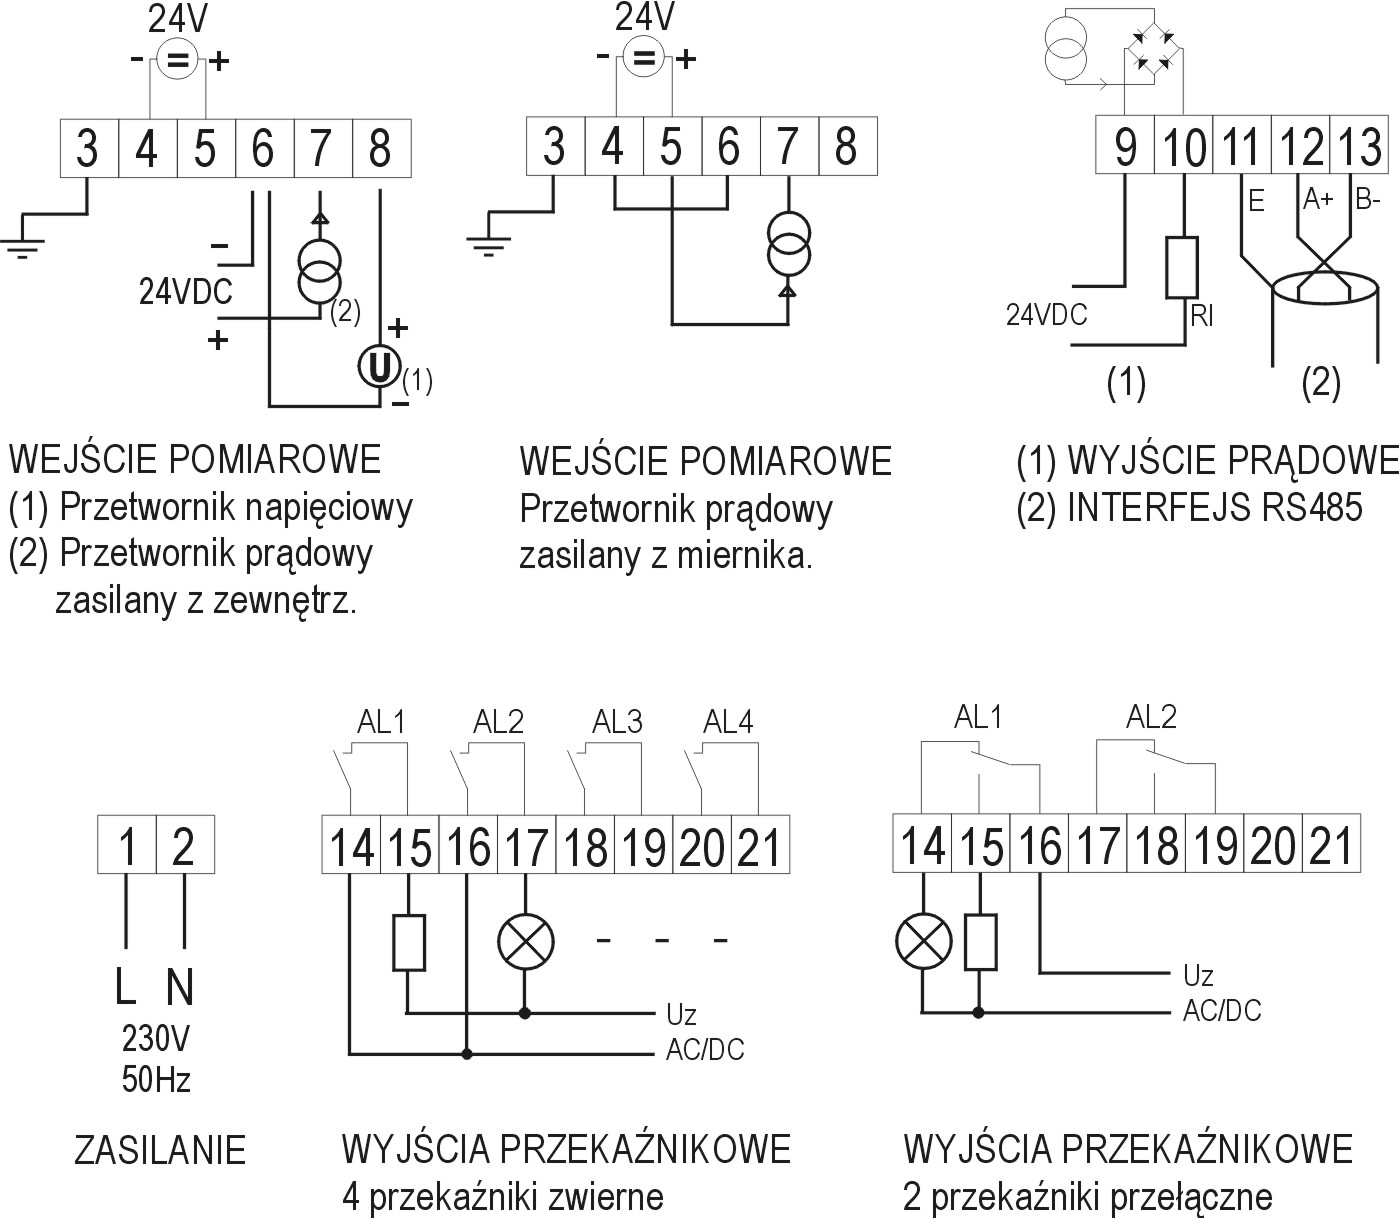 24V
- = +
3 4 5 6 7 8
-
24VDC
+
(2)
+
U (1)
-
WEJŚCIE POMIAROWE
(1) Przetwornik napięciowy
(2) Przetwornik prądowy
zasilany z zewnętrz.
24V
- = +
3 4 5 6 7 8
WEJŚCIE POMIAROWE
Przetwornik prądowy
zasilany z miernika.
9 10 11 12 13
E A+ B-
24VDC RI
(1) (2)
(1) WYJŚCIE PRĄDOWE
(2) INTERFEJS RS485
1 2
L N
230V
50Hz
ZASILANIE
AL1 AL2 AL3 AL4
14 15 16 17 18 19 20 21
- - -
Uz
AC/DC
WYJŚCIA PRZEKAŹNIKOWE
4 przekaźniki zwierne
AL1 AL2
14 15 16 17 18 19 20 21
Uz
AC/DC
WYJŚCIA PRZEKAŹNIKOWE
2 przekaźniki przełączne